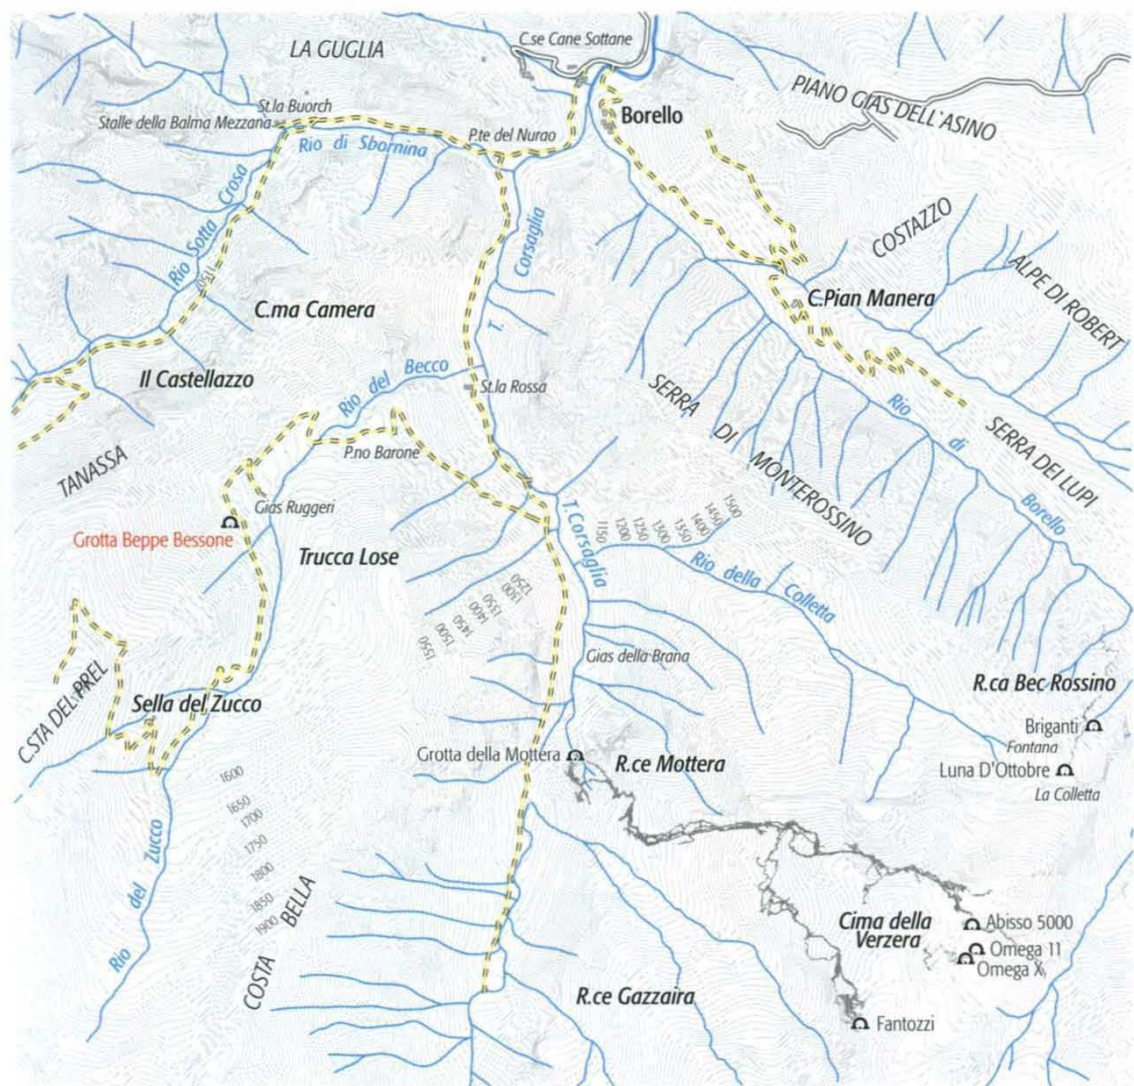 C.se Cane Sottane
LA GUGLIA
PIANO GIAS DELL'ASINO
St.la Buorch
Stalle della Balma Mezzana
Borello
P.te del Nurao
Rio di Sbornina
Rio Sotta Crosa
Corsaglia
T.
COSTAZZO
ALPE DI ROBERT
C.Pian Manera
C.ma Camera
Il Castellazzo
Rio del Becco
St.la Rossa
SERRA
DI
MONTEROSSINO
Rio di Borello
SERRA DEI LUPI
TANASSA
P.no Barone
Gias Ruggeri
Grotta Beppe Bessone
Trucca Lose
T.Corsaglia
1150
1200
1250
1300
1350
1400
1450
1500
Rio della Colletta
1250
1300
1350
1400
1450
1500
1550
Gias della Brana
C.STA DEL PREL
Sella del Zucco
R.ca Bec Rossino
Briganti
Fontana
Luna D'Ottobre
La Colletta
Grotta della Mottera
R.ce Mottera
1600
1650
1700
1750
1800
1850
1900
Rio del Zucco
COSTA BELLA
Cima della
Verzera
Abisso 5000
Omega 11
Omega X
R.ce Gazzaira
Fantozzi